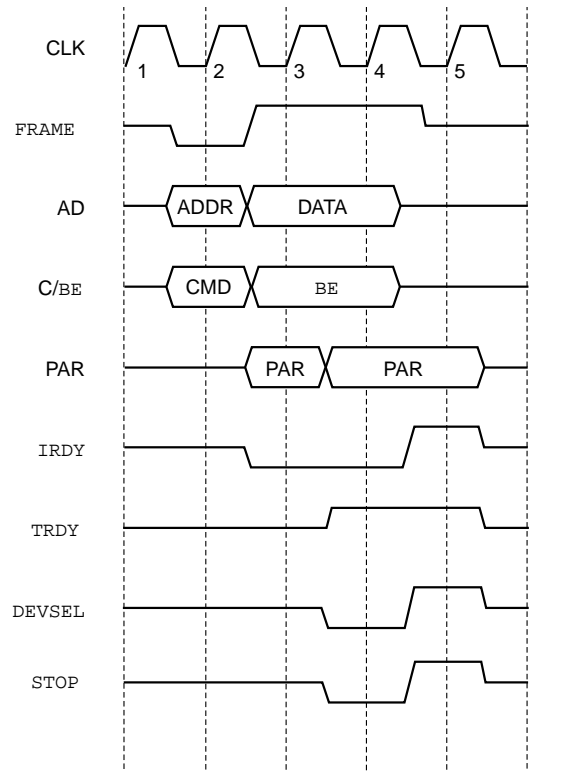 CLK
1 2 3 4 5
FRAME
AD ADDR DATA
C/BE CMD BE
PAR PAR PAR
IRDY
TRDY
DEVSEL
STOP